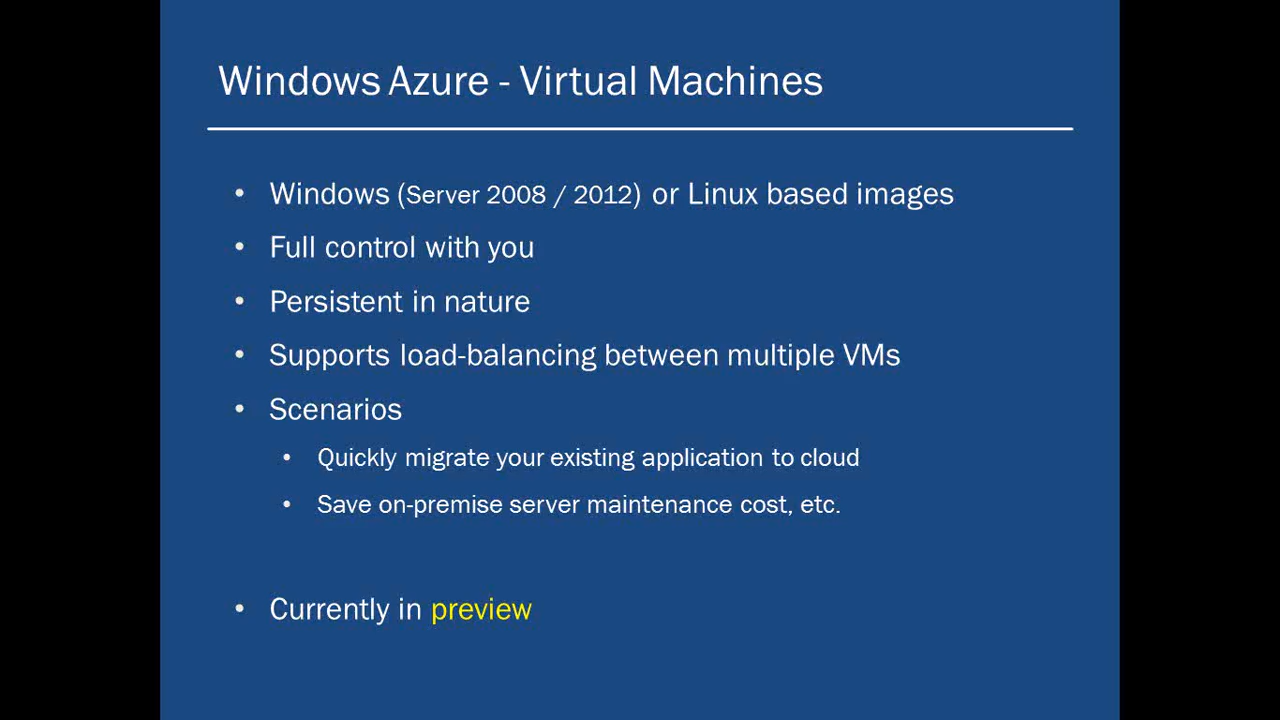 Windows Azure - Virtual Machines
• Windows (Server 2008 / 2012) or Linux based images
• Full control with you
• Persistent in nature
• Supports load-balancing between multiple VMs
• Scenarios
• Quickly migrate your existing application to cloud
• Save on-premise server maintenance cost, etc.
• Currently in preview